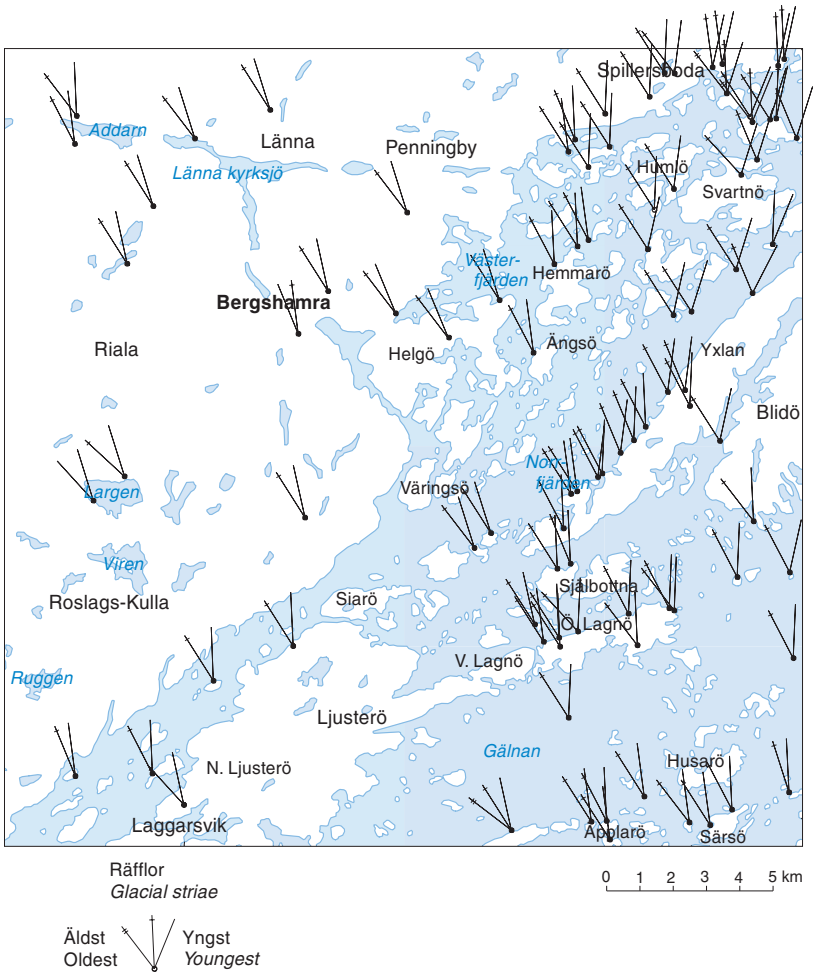 Spillersboda
Addarn
Länna
Penningby
Länna kyrksjö
Humlö
Svartnö
Väster-
fjärden
Hemmarö
Bergshamra
Riala
Helgö
Ängsö
Yxlan
Blidö
Norr-
fjärden
Largen
Väringsö
Viren
Roslags-Kulla
Siarö
Själbottna
Ö. Lagnö
V. Lagnö
Ruggen
Ljusterö
Gälnan
N. Ljusterö
Husarö
Laggarsvik
Äpplarö
Särsö
Räfflor
Glacial striae
0 1 2 3 4 5 km
Äldst
Oldest
Yngst
Youngest